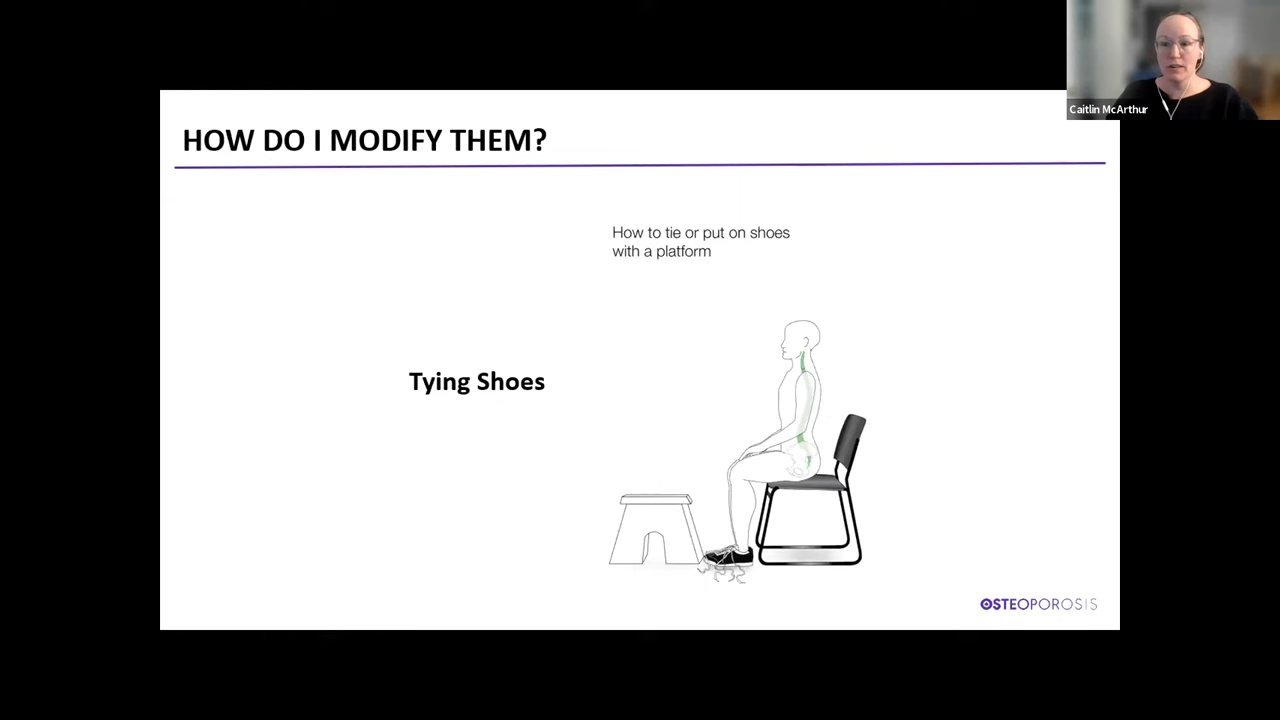 Caitlin McArthur
HOW DO I MODIFY THEM?
How to tie or put on shoes
with a platform
Tying Shoes
OSTEOPOROSIS